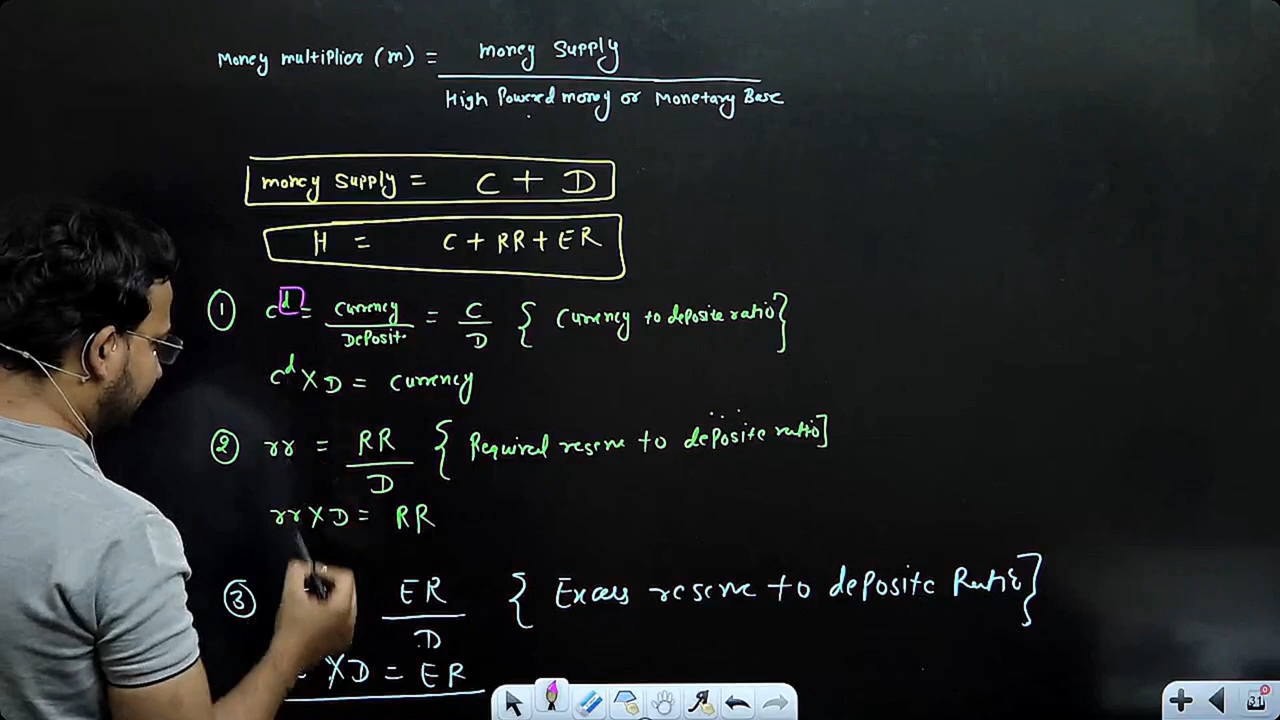 Money multiplier (m) = money supply
High Powered money or Monetary Base
money supply = C + D
H = C + RR + ER
① cᵈ = currency / Deposit = C / D { Currency to deposite ratio }
cᵈ X D = currency
② rr = RR / D { Required reserve to deposite ratio ]
rr X D = RR
③ ER / D { Excess reserve to deposite Ratio }
X D = ER
31